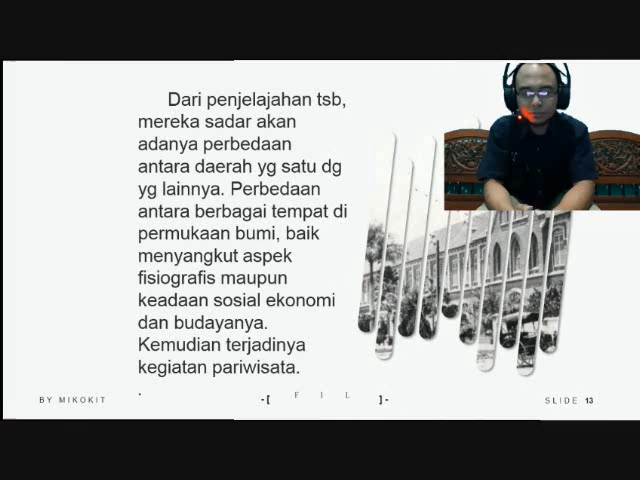 Dari penjelajahan tsb,
mereka sadar akan
adanya perbedaan
antara daerah yg satu dg
yg lainnya. Perbedaan
antara berbagai tempat di
permukaan bumi, baik
menyangkut aspek
fisiografis maupun
keadaan sosial ekonomi
dan budayanya.
Kemudian terjadinya
kegiatan pariwisata.
.
BY MIKOKIT -[ F I L ]- SLIDE 13